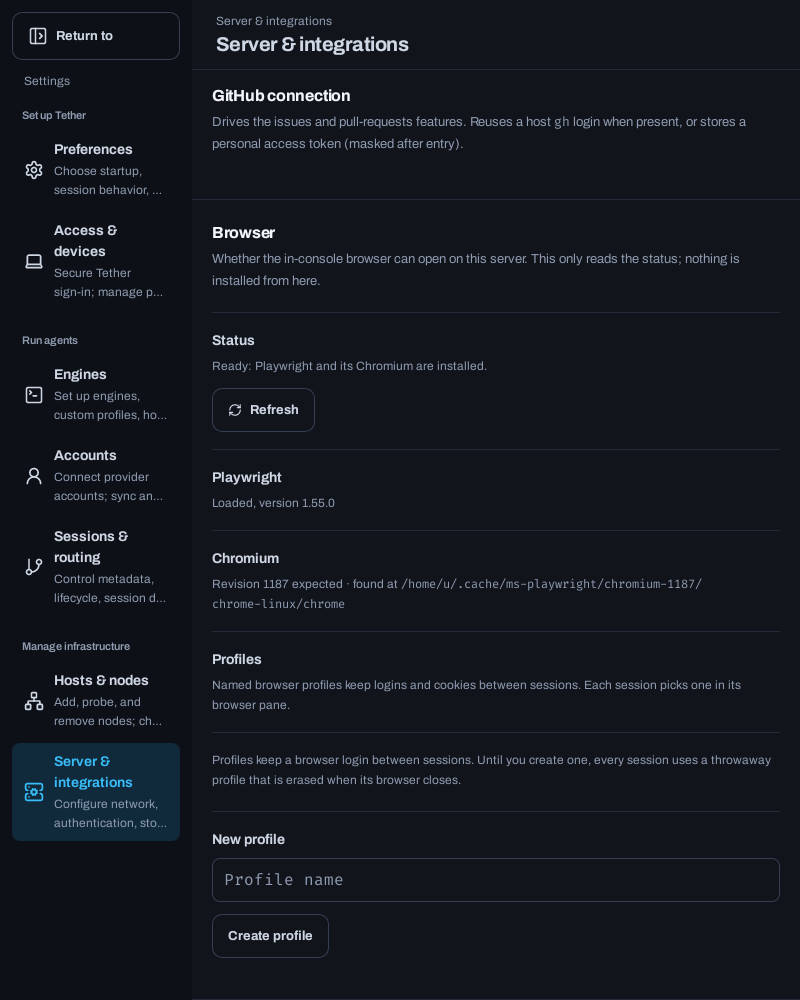 Return to
Settings
Set up Tether
Preferences
Choose startup,
session behavior, ...
Access &
devices
Secure Tether
sign-in; manage p...
Run agents
Engines
Set up engines,
custom profiles, ho...
Accounts
Connect provider
accounts; sync an...
Sessions &
routing
Control metadata,
lifecycle, session d...
Manage infrastructure
Hosts & nodes
Add, probe, and
remove nodes; ch...
Server &
integrations
Configure network,
authentication, sto...
Server & integrations
Server & integrations
GitHub connection
Drives the issues and pull-requests features. Reuses a host gh login when present, or stores a
personal access token (masked after entry).
Browser
Whether the in-console browser can open on this server. This only reads the status; nothing is
installed from here.
Status
Ready: Playwright and its Chromium are installed.
Refresh
Playwright
Loaded, version 1.55.0
Chromium
Revision 1187 expected · found at /home/u/.cache/ms-playwright/chromium-1187/
chrome-linux/chrome
Profiles
Named browser profiles keep logins and cookies between sessions. Each session picks one in its
browser pane.
Profiles keep a browser login between sessions. Until you create one, every session uses a throwaway
profile that is erased when its browser closes.
New profile
Profile name
Create profile